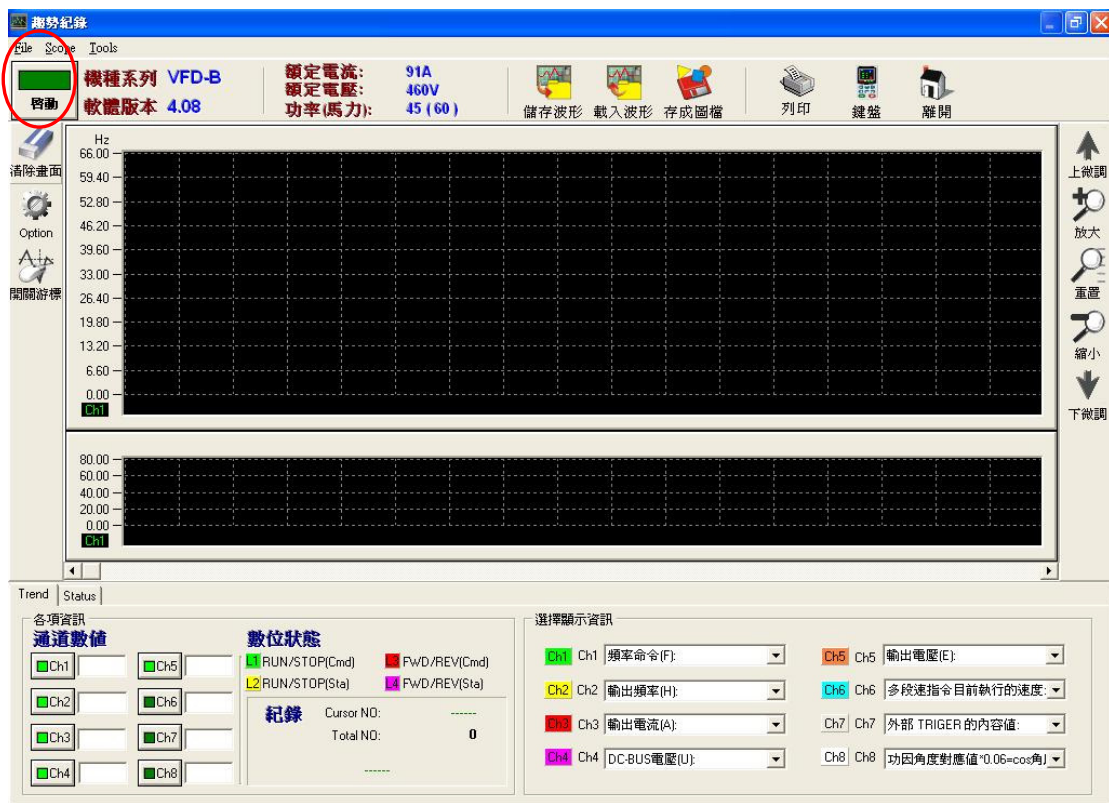 趨勢紀錄
File Scope Tools
啓動
機種系列 VFD-B
軟體版本 4.08
額定電流: 91A
額定電壓: 460V
功率(馬力): 45 ( 60 )
儲存波形 載入波形 存成圖檔 列印 鍵盤 離開
清除畫面
Option
開關游標
Hz
66.00
59.40
52.80
46.20
39.60
33.00
26.40
19.80
13.20
6.60
0.00
Ch1
80.00
60.00
40.00
20.00
0.00
Ch1
上微調
放大
重置
縮小
下微調
Trend Status
各項資訊
通道數值
Ch1 Ch5
Ch2 Ch6
Ch3 Ch7
Ch4 Ch8
數位狀態
L1 RUN/STOP(Cmd) L3 FWD/REV(Cmd)
L2 RUN/STOP(Sta) L4 FWD/REV(Sta)
紀錄 Cursor NO: ------
Total NO: 0
------
選擇顯示資訊
Ch1 Ch1 頻率命令(F):
Ch2 Ch2 輸出頻率(H):
Ch3 Ch3 輸出電流(A):
Ch4 Ch4 DC-BUS電壓(U):
Ch5 Ch5 輸出電壓(E):
Ch6 Ch6 多段速指令目前執行的速度:
Ch7 Ch7 外部 TRIGER 的內容值:
Ch8 Ch8 功因角度對應值*0.06=cos角